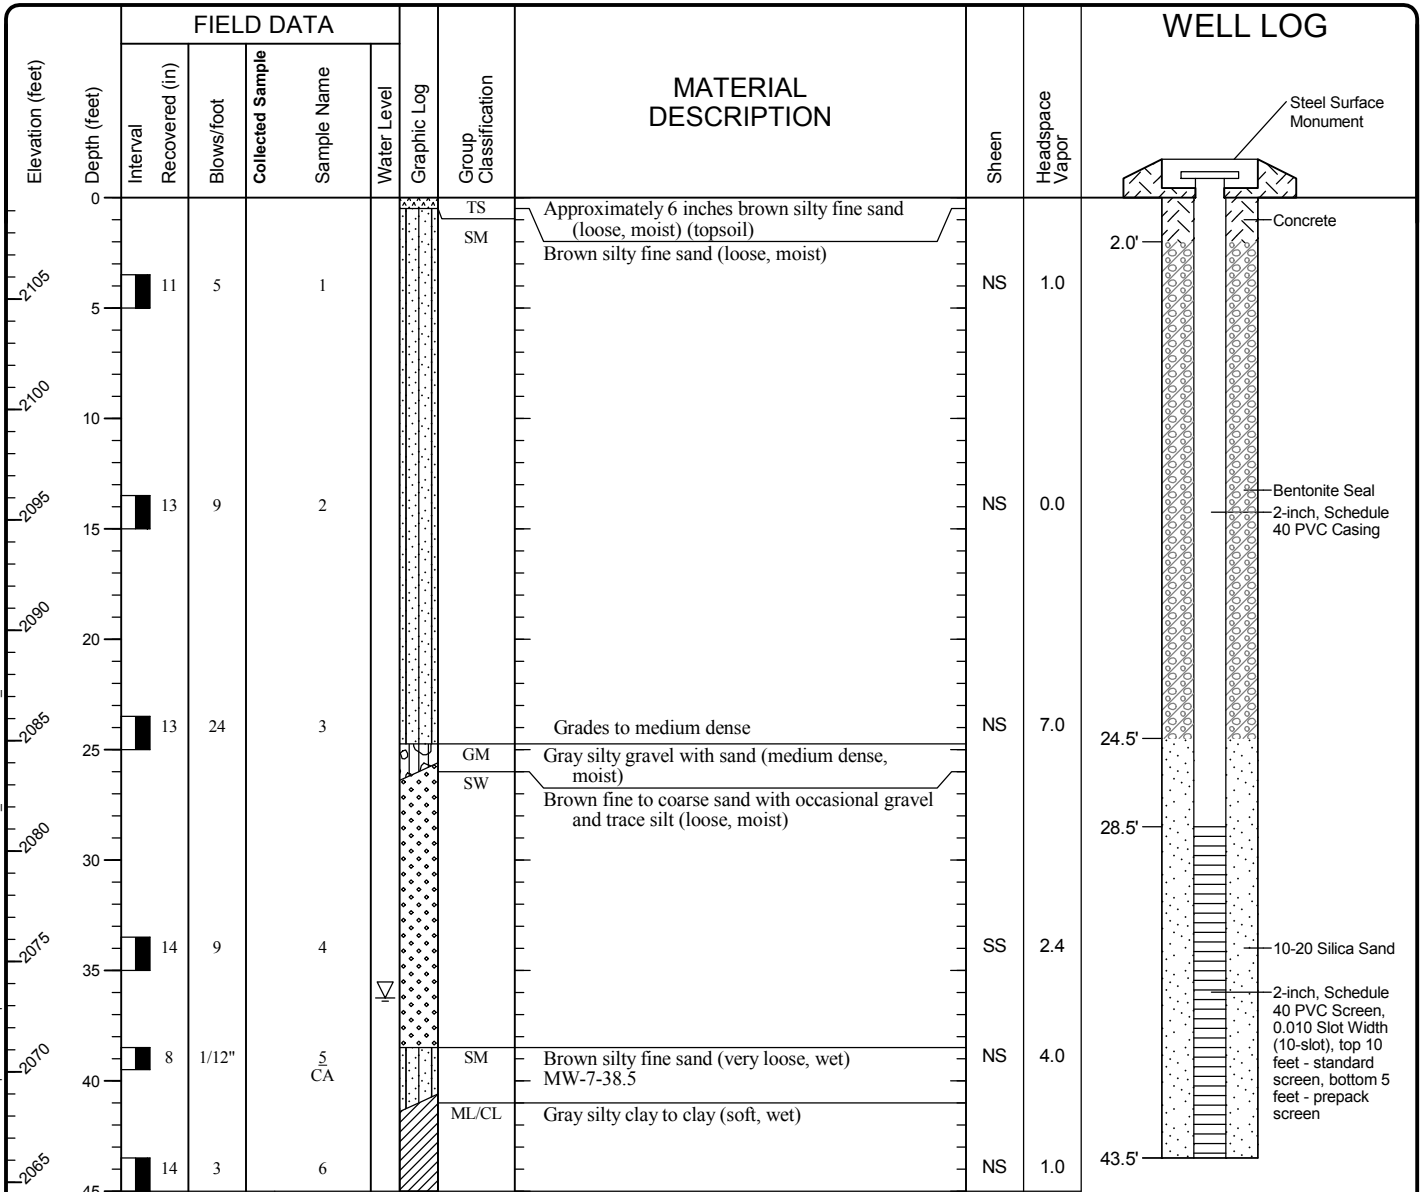 FIELD DATA
WELL LOG
Elevation (feet)
Depth (feet)
Interval
Recovered (in)
Blows/foot
Collected Sample
Sample Name
Water Level
Graphic Log
Group
Classification
MATERIAL
DESCRIPTION
Sheen
Headspace
Vapor
Steel Surface
Monument
0
TS
Approximately 6 inches brown silty fine sand
(loose, moist) (topsoil)
Concrete
SM
2.0'
Brown silty fine sand (loose, moist)
2105
11
5
1
NS
1.0
5
2100
10
2095
13
9
2
NS
0.0
Bentonite Seal
2-inch, Schedule
40 PVC Casing
15
2090
20
2085
13
24
3
Grades to medium dense
NS
7.0
24.5'
25
GM
Gray silty gravel with sand (medium dense,
moist)
SW
Brown fine to coarse sand with occasional gravel
and trace silt (loose, moist)
2080
28.5'
30
2075
14
9
4
SS
2.4
10-20 Silica Sand
35
2-inch, Schedule
40 PVC Screen,
0.010 Slot Width
(10-slot), top 10
feet - standard
screen, bottom 5
feet - prepack
screen
2070
8
1/12"
5
CA
SM
Brown silty fine sand (very loose, wet)
MW-7-38.5
NS
4.0
40
ML/CL
Gray silty clay to clay (soft, wet)
2065
14
3
6
NS
1.0
43.5'
45